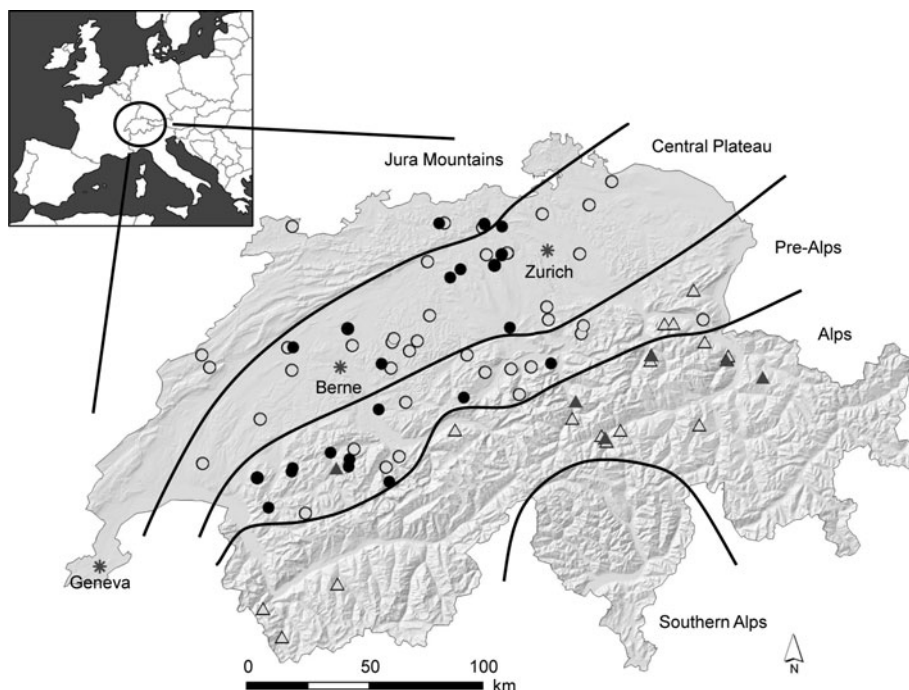 Jura Mountains
Central Plateau
Pre-Alps
Zurich
Alps
Berne
Geneva
Southern Alps
0 50 100
km
N